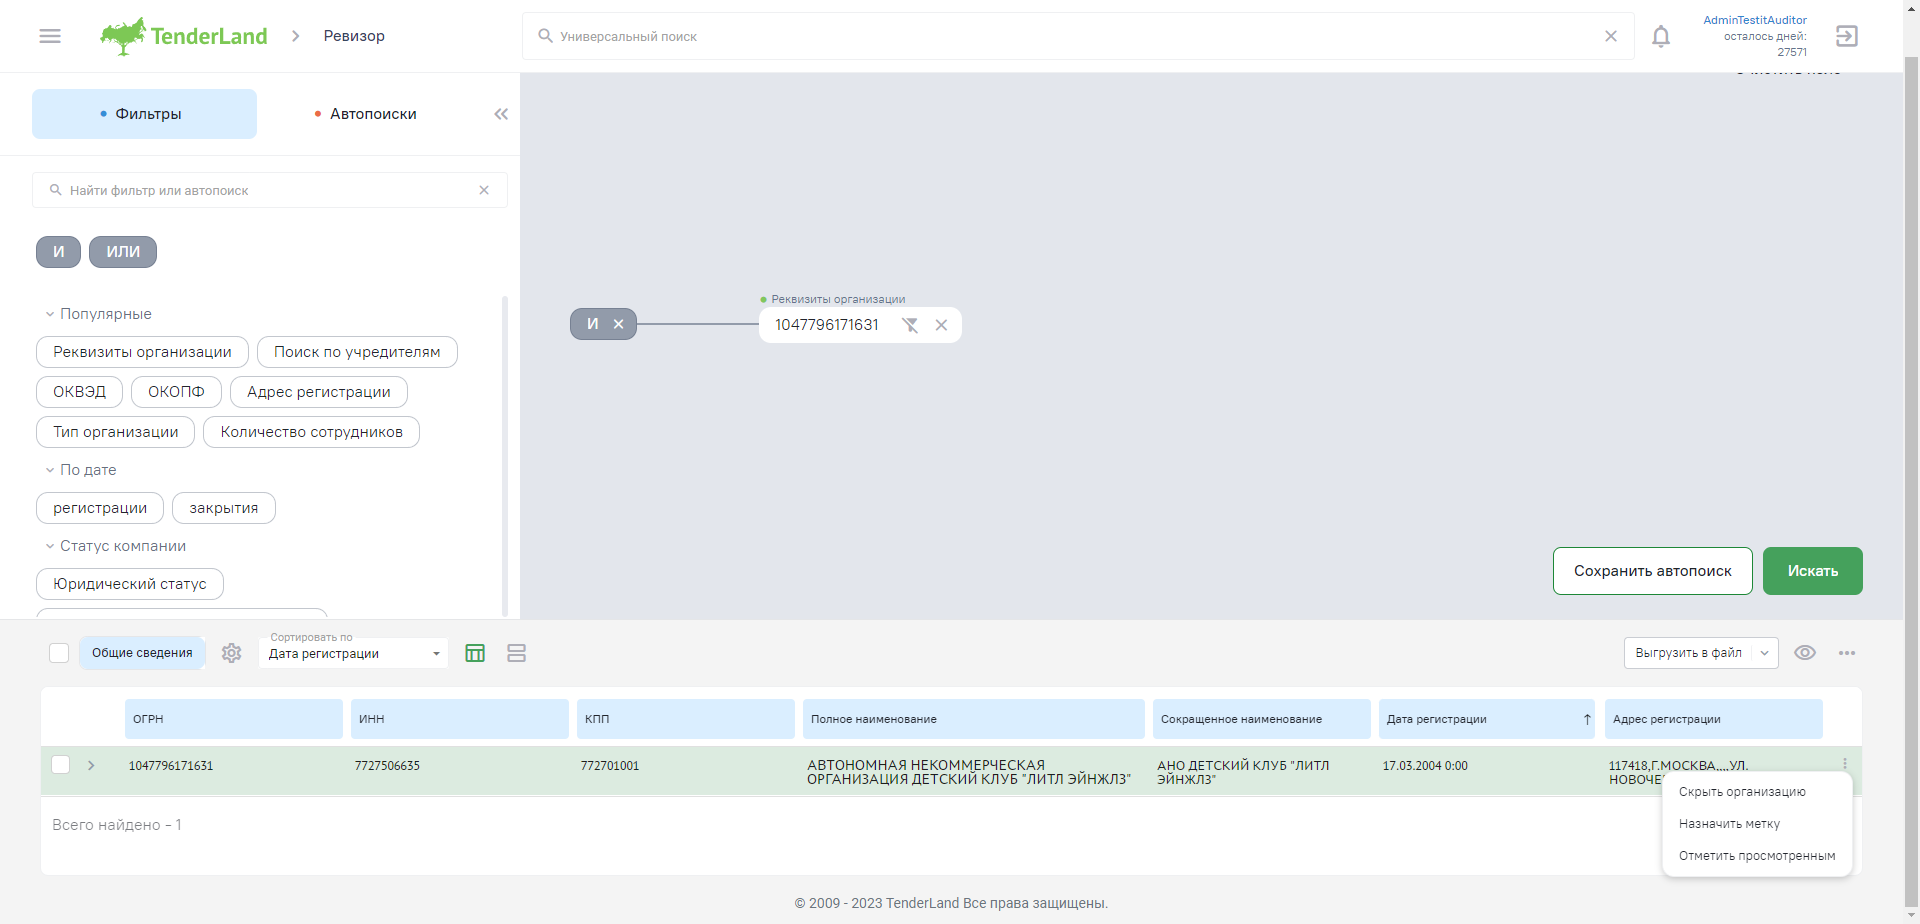 TenderLand
Ревизор
Универсальный поиск
AdminTestitAuditor
осталось дней:
27571
Фильтры
Автопоиски
Найти фильтр или автопоиск
И
ИЛИ
Популярные
Реквизиты организации
Поиск по учредителям
ОКВЭД
ОКОПФ
Адрес регистрации
Тип организации
Количество сотрудников
По дате
регистрации
закрытия
Статус компании
Юридический статус
Реквизиты организации
И
1047796171631
Сохранить автопоиск
Искать
Общие сведения
Сортировать по
Дата регистрации
Выгрузить в файл
ОГРН
ИНН
КПП
Полное наименование
Сокращенное наименование
Дата регистрации
Адрес регистрации
1047796171631
7727506635
772701001
АВТОНОМНАЯ НЕКОММЕРЧЕСКАЯ
ОРГАНИЗАЦИЯ ДЕТСКИЙ КЛУБ "ЛИТЛ ЭЙНЖЛЗ"
АНО ДЕТСКИЙ КЛУБ "ЛИТЛ
ЭЙНЖЛЗ"
17.03.2004 0:00
117418,Г.МОСКВА,,,,УЛ.
Скрыть организацию
Назначить метку
Отметить просмотренным
Всего найдено - 1
© 2009 - 2023 TenderLand Все права защищены.